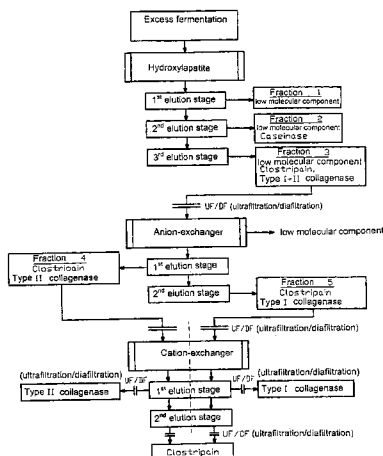 Excess fermentation
Hydroxylapatite
1st elution stage
Fraction 1
low molecular component
2nd elution stage
Fraction 2
low molecular component
Caseinase
3rd elution stage
Fraction 3
low molecular component
Clostripain,
Type I-II collagenase
UF/DF (ultrafiltration/diafiltration)
Anion-exchanger
low molecular component
Fraction 4
Clostripain
Type II collagenase
1st elution stage
2nd elution stage
Fraction 5
Clostripain
Type I collagenase
UF/DF (ultrafiltration/diafiltration)
Cation-exchanger
(ultrafiltration/diafiltration)
UF/DF
Type II collagenase
1st elution stage
(ultrafiltration/diafiltration)
UF/DF
Type I collagenase
2nd elution stage
UF/DF (ultrafiltration/diafiltration)
Clostripain